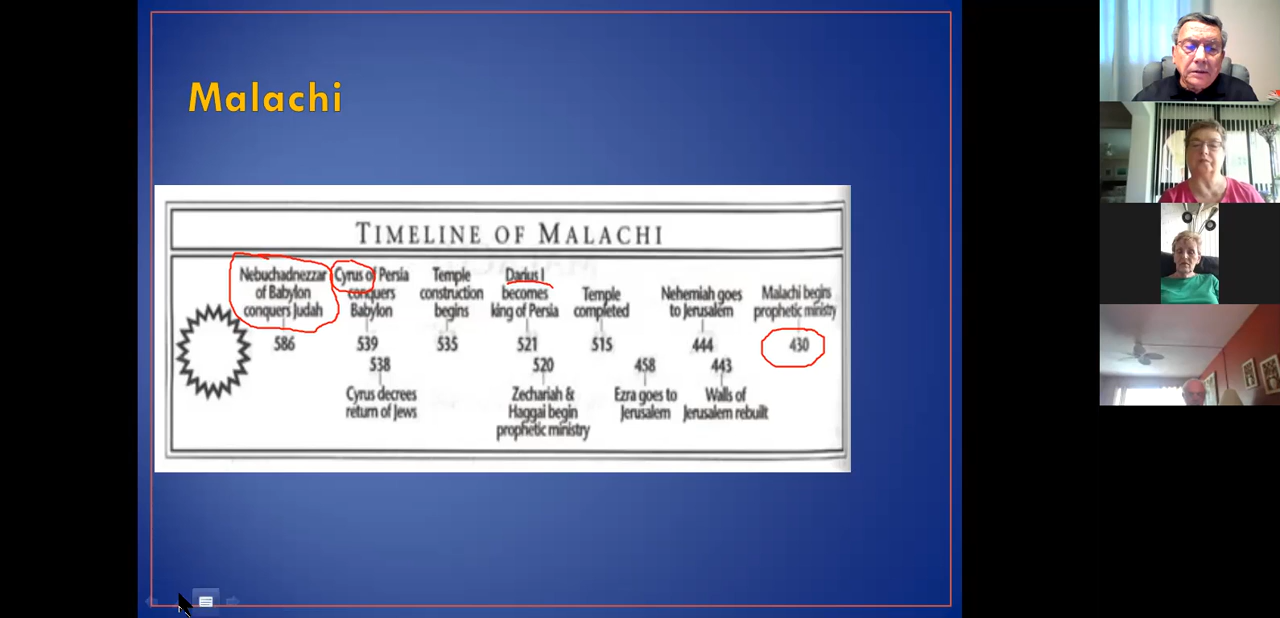 Malachi
TIMELINE OF MALACHI
Nebuchadnezzar
of Babylon
conquers Judah
586
Cyrus of Persia
conquers
Babylon
539
538
Cyrus decrees
return of Jews
Temple
construction
begins
535
Darius I
becomes
king of Persia
521
520
Zechariah &
Haggai begin
prophetic ministry
Temple
completed
515
458
Ezra goes to
Jerusalem
Nehemiah goes
to Jerusalem
444
443
Walls of
Jerusalem rebuilt
Malachi begins
prophetic ministry
430